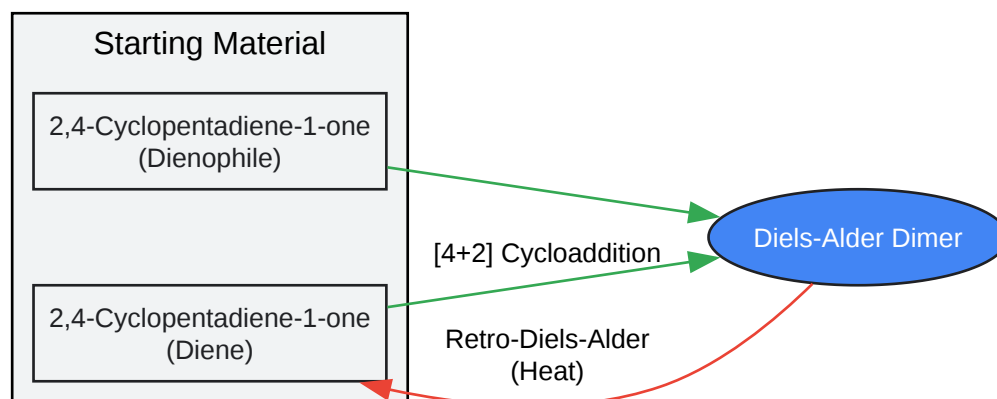 Starting Material
2,4-Cyclopentadiene-1-one
(Dienophile)
[4+2] Cycloaddition
Diels-Alder Dimer
2,4-Cyclopentadiene-1-one
(Diene)
Retro-Diels-Alder
(Heat)